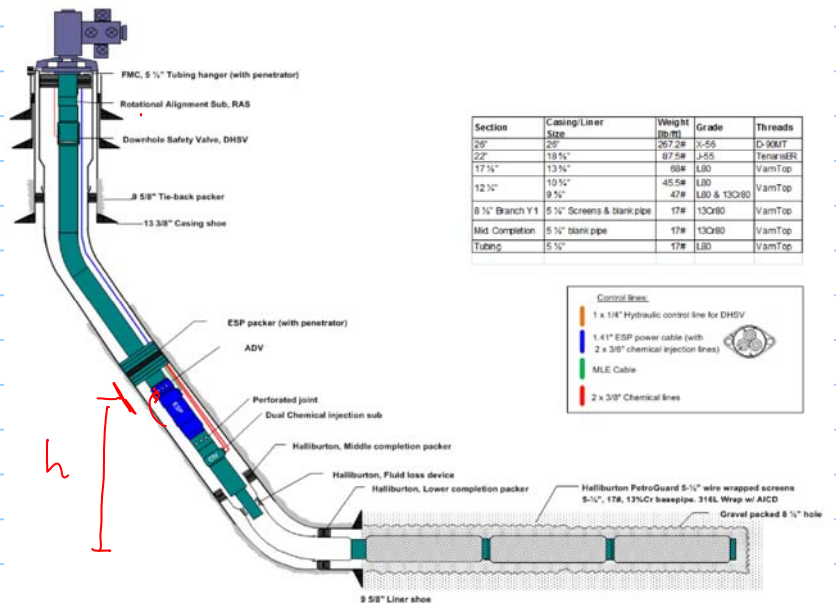 FMC, 5 ½" Tubing hanger (with penetrator)
Rotational Alignment Sub, RAS
Downhole Safety Valve, DHSV
9 5/8" Tie-back packer
13 3/8" Casing shoe
ESP packer (with penetrator)
ADV
ESP
Perforated joint
Dual Chemical injection sub
CIV
Halliburton, Middle completion packer
Halliburton, Fluid loss device
Halliburton, Lower completion packer
h
Section Casing/Liner Size Weight [lb/ft] Grade Threads
26" 26" 267.2# X-56 D-90MT
22" 18 ⅝" 87.5# J-55 TenarisER
17 ½" 13 ⅜" 68# L80 VamTop
12 ¼" 10 ¾" 45.5# L80 VamTop
9 ⅝" 47# L80 & 13Cr80
8 ½" Branch Y1 5 ½" Screens & blank pipe 17# 13Cr80 VamTop
Mid. Completion 5 ½" blank pipe 17# 13Cr80 VamTop
Tubing 5 ½" 17# L80 VamTop
Control lines:
1 x 1/4" Hydraulic control line for DHSV
1.41" ESP power cable (with
2 x 3/8" chemical injection lines)
MLE Cable
2 x 3/8" Chemical lines
Halliburton PetroGuard 5-½" wire wrapped screens
5-½", 17#, 13%Cr basepipe. 316L Wrap w/ AICD
Gravel packed 8 ½" hole
9 5/8" Liner shoe